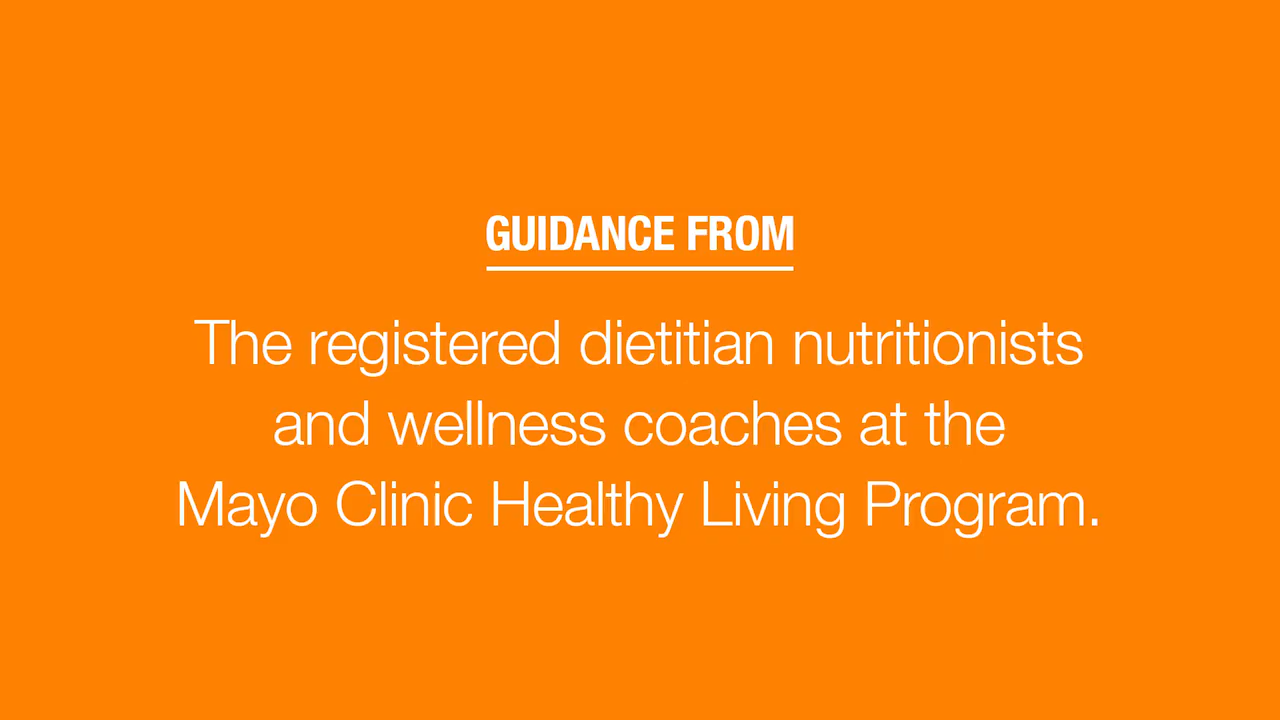 GUIDANCE FROM
The registered dietitian nutritionists
and wellness coaches at the
Mayo Clinic Healthy Living Program.